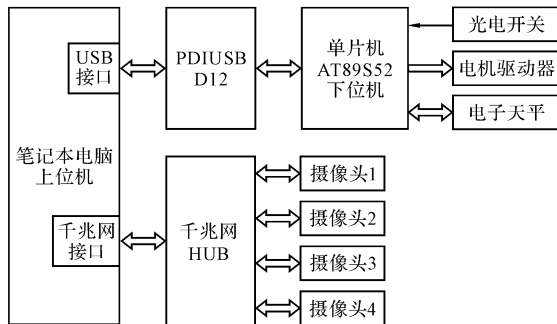 USB
接口
PDIUSB
D12
单片机
AT89S52
下位机
光电开关
电机驱动器
电子天平
笔记本电脑
上位机
千兆网
接口
千兆网
HUB
摄像头1
摄像头2
摄像头3
摄像头4